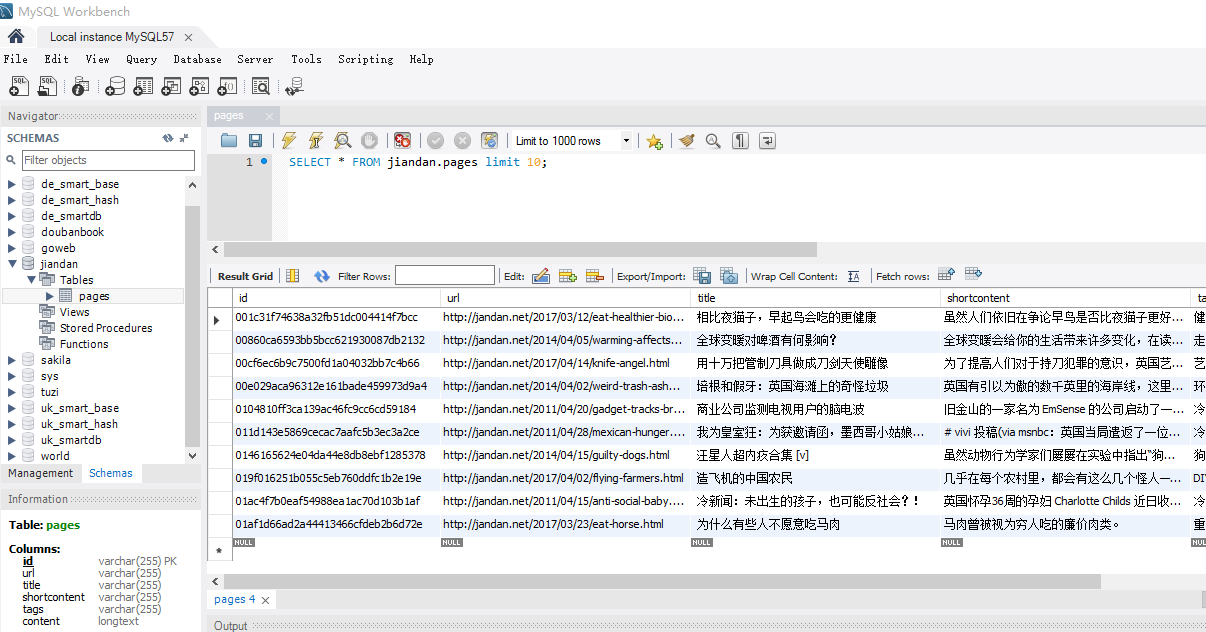 MySQL Workbench
Local instance MySQL57
File Edit View Query Database Server Tools Scripting Help
Navigator
SCHEMAS
Filter objects
de_smart_base
de_smart_hash
de_smartdb
doubanbook
goweb
jiandan
Tables
pages
Views
Stored Procedures
Functions
sakila
sys
tuzi
uk_smart_base
uk_smart_hash
uk_smartdb
world
Management Schemas
Information
Table: pages
Columns:
id varchar(255) PK
url varchar(255)
title varchar(255)
shortcontent varchar(255)
tags varchar(255)
content longtext
pages
Limit to 1000 rows
1 SELECT * FROM jiandan.pages limit 10;
Result Grid Filter Rows: Edit: Export/Import: Wrap Cell Content: Fetch rows:
id url title shortcontent ta
001c31f74638a32fb51dc004414f7bcc http://jandan.net/2017/03/12/eat-healthier-bio... 相比夜猫子，早起鸟会吃的更健康 虽然人们依旧在争论早鸟是否比夜猫子更好... 健
00860ca6593bb5bcc621930087db2132 http://jandan.net/2014/04/05/warming-affects... 全球变暖对啤酒有何影响？ 全球变暖会给你的生活带来许多变化，在读... 走
00cf6ec6b9c7500fd1a04032bb7c4b66 http://jandan.net/2017/04/14/knife-angel.html 用十万把管制刀具做成刀剑天使雕像 为了提高人们对于持刀犯罪的意识，英国艺... 艺
00e029aca96312e161bade459973d9a4 http://jandan.net/2014/04/02/weird-trash-ash... 培根和假牙：英国海滩上的奇怪垃圾 英国有引以为傲的数千英里的海岸线，这里... 环
0104810ff3ca139ac46fc9cc6cd59184 http://jandan.net/2011/04/20/gadget-tracks-br... 商业公司监测电视用户的脑电波 旧金山的一家名为 EmSense 的公司启动了一... 冷
011d143e5869cecac7aafc5b3ec3a2ce http://jandan.net/2011/04/28/mexican-hunger.... 我为皇室狂：为获邀请函，墨西哥小姑娘... # vivi 投稿(via msnbc：英国当局遣返了一位... 冷
0146165624e04da44e8db8ebf1285378 http://jandan.net/2014/04/15/guilty-dogs.html 汪星人超内疚合集 [v] 虽然动物行为学家们屡屡在实验中指出“狗... 狗
019f016251b055c5eb760ddfc1b2e19e http://jandan.net/2017/04/02/flying-farmers.html 造飞机的中国农民 几乎在每个农村里，都会有这么几个怪人一... DI
01ac4f7b0eaf54988ea1ac70d103b1af http://jandan.net/2011/04/15/anti-social-baby.... 冷新闻：未出生的孩子，也可能反社会？！ 英国怀孕36周的孕妇 Charlotte Childs 近日收... 冷
01af1d66ad2a44413466cfdeb2b6d72e http://jandan.net/2017/03/23/eat-horse.html 为什么有些人不愿意吃马肉 马肉曾被视为穷人吃的廉价肉类。 重
NULL NULL NULL NULL NUL
pages 4
Output